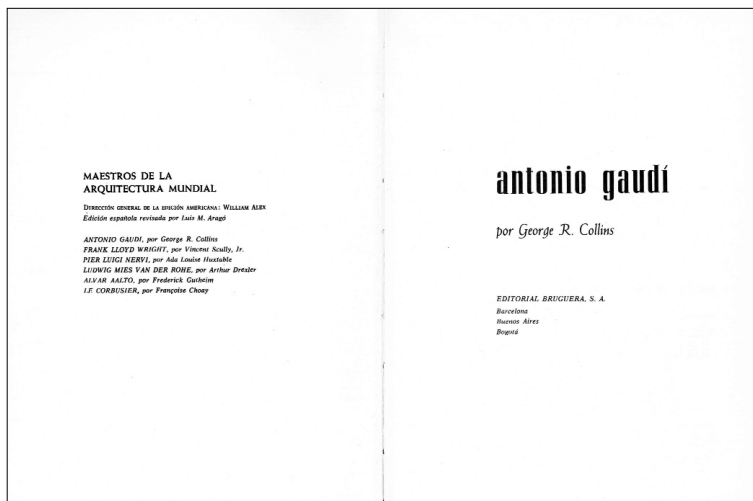 MAESTROS DE LA
ARQUITECTURA MUNDIAL
DIRECCIÓN GENERAL DE LA EDICIÓN AMERICANA: WILLIAM ALEX
Edición española revisada por Luis M. Aragó
ANTONIO GAUDI, por George R. Collins
FRANK LLOYD WRIGHT, por Vincent Scully, Jr.
PIER LUIGI NERVI, por Ada Louise Huxtable
LUDWIG MIES VAN DER ROHE, por Arthur Drexler
ALVAR AALTO, por Frederick Gutheim
LE CORBUSIER, por Françoise Choay
antonio gaudí
por George R. Collins
EDITORIAL BRUGUERA, S. A.
Barcelona
Buenos Aires
Bogotá